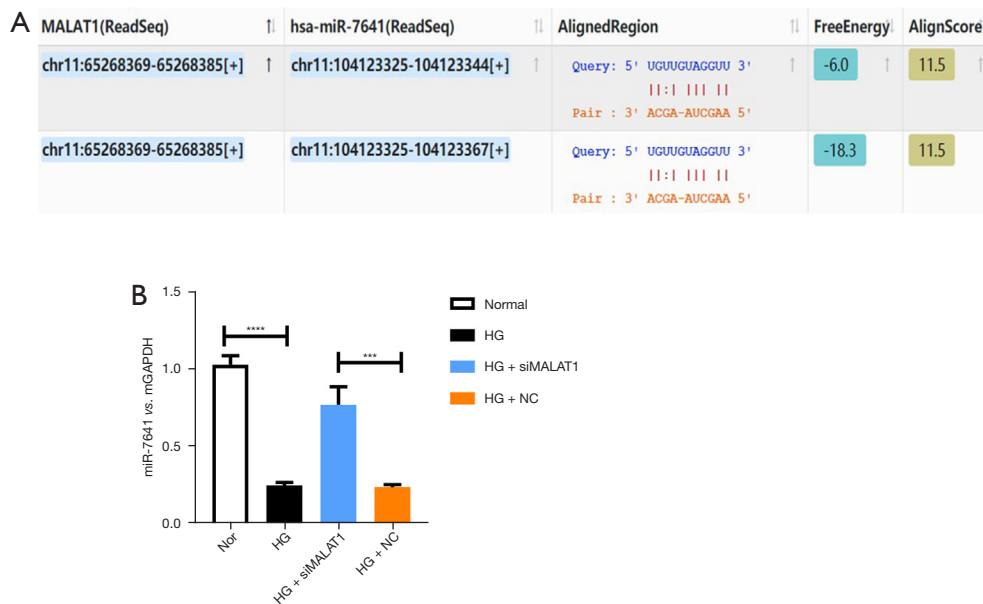 A
MALAT1(ReadSeq) hsa-miR-7641(ReadSeq) AlignedRegion FreeEnergy AlignScore
chr11:65268369-65268385[+] chr11:104123325-104123344[+] Query: 5' UGUUGUAGGUU 3' -6.0 11.5
||:| ||| ||
Pair : 3' ACGA-AUCGAA 5'
chr11:65268369-65268385[+] chr11:104123325-104123367[+] Query: 5' UGUUGUAGGUU 3' -18.3 11.5
||:| ||| ||
Pair : 3' ACGA-AUCGAA 5'
B
miR-7641 vs. mGAPDH
1.5
1.0
0.5
0.0
****
***
Nor
HG
HG + siMALAT1
HG + NC
Normal
HG
HG + siMALAT1
HG + NC